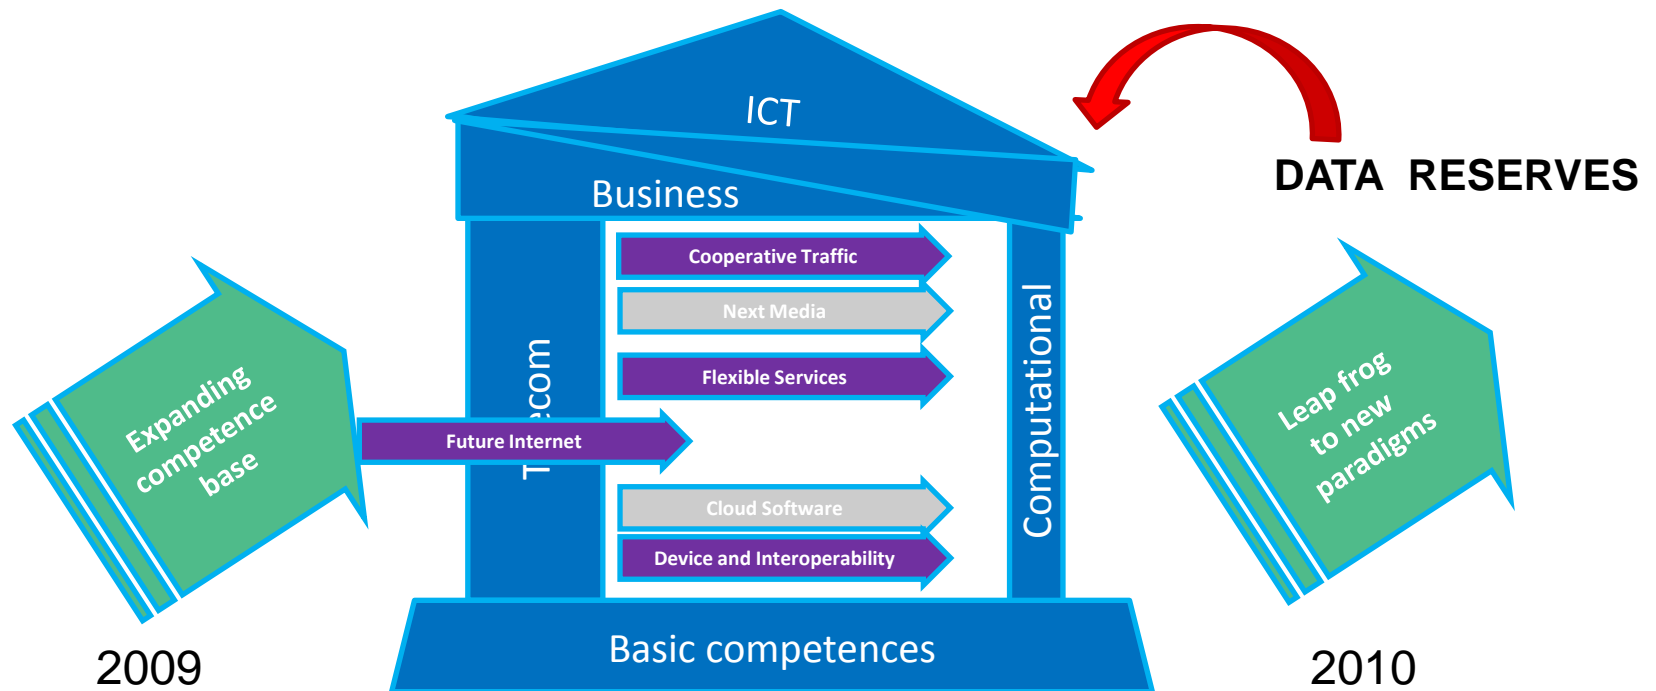 ICT
DATA RESERVES
Business
Cooperative Traffic
Next Media
Flexible Services
Future Internet
Cloud Software
Device and Interoperability
Computational
Expanding
competence
base
Leap frog
to new
paradigms
Basic competences
2009
2010